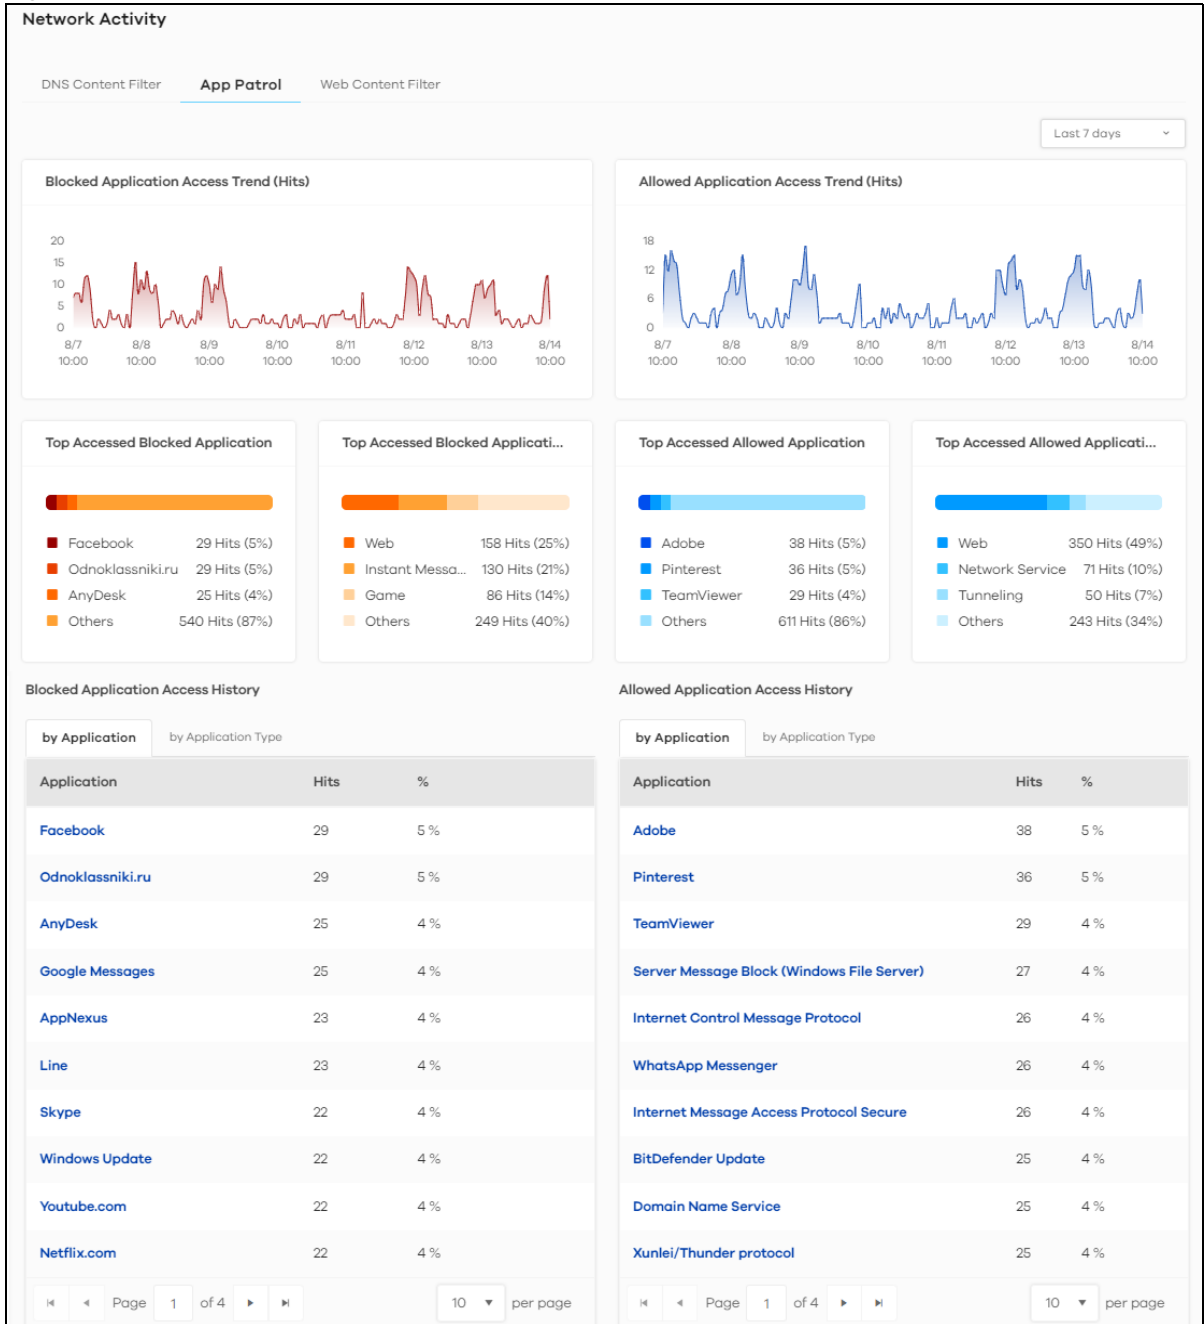 Network Activity
DNS Content Filter App Patrol Web Content Filter
Last 7 days
Blocked Application Access Trend (Hits)
20
15
10
5
0
8/7 8/8 8/9 8/10 8/11 8/12 8/13 8/14
10:00 10:00 10:00 10:00 10:00 10:00 10:00 10:00
Allowed Application Access Trend (Hits)
18
12
6
0
8/7 8/8 8/9 8/10 8/11 8/12 8/13 8/14
10:00 10:00 10:00 10:00 10:00 10:00 10:00 10:00
Top Accessed Blocked Application
Facebook 29 Hits (5%)
Odnoklassniki.ru 29 Hits (5%)
AnyDesk 25 Hits (4%)
Others 540 Hits (87%)
Top Accessed Blocked Applicati...
Web 158 Hits (25%)
Instant Messa... 130 Hits (21%)
Game 86 Hits (14%)
Others 249 Hits (40%)
Top Accessed Allowed Application
Adobe 38 Hits (5%)
Pinterest 36 Hits (5%)
TeamViewer 29 Hits (4%)
Others 611 Hits (86%)
Top Accessed Allowed Applicati...
Web 350 Hits (49%)
Network Service 71 Hits (10%)
Tunneling 50 Hits (7%)
Others 243 Hits (34%)
Blocked Application Access History
by Application by Application Type
Application Hits %
Facebook 29 5 %
Odnoklassniki.ru 29 5 %
AnyDesk 25 4 %
Google Messages 25 4 %
AppNexus 23 4 %
Line 23 4 %
Skype 22 4 %
Windows Update 22 4 %
Youtube.com 22 4 %
Netflix.com 22 4 %
Page 1 of 4 10 per page
Allowed Application Access History
by Application by Application Type
Application Hits %
Adobe 38 5 %
Pinterest 36 5 %
TeamViewer 29 4 %
Server Message Block (Windows File Server) 27 4 %
Internet Control Message Protocol 26 4 %
WhatsApp Messenger 26 4 %
Internet Message Access Protocol Secure 26 4 %
BitDefender Update 25 4 %
Domain Name Service 25 4 %
Xunlei/Thunder protocol 25 4 %
Page 1 of 4 10 per page